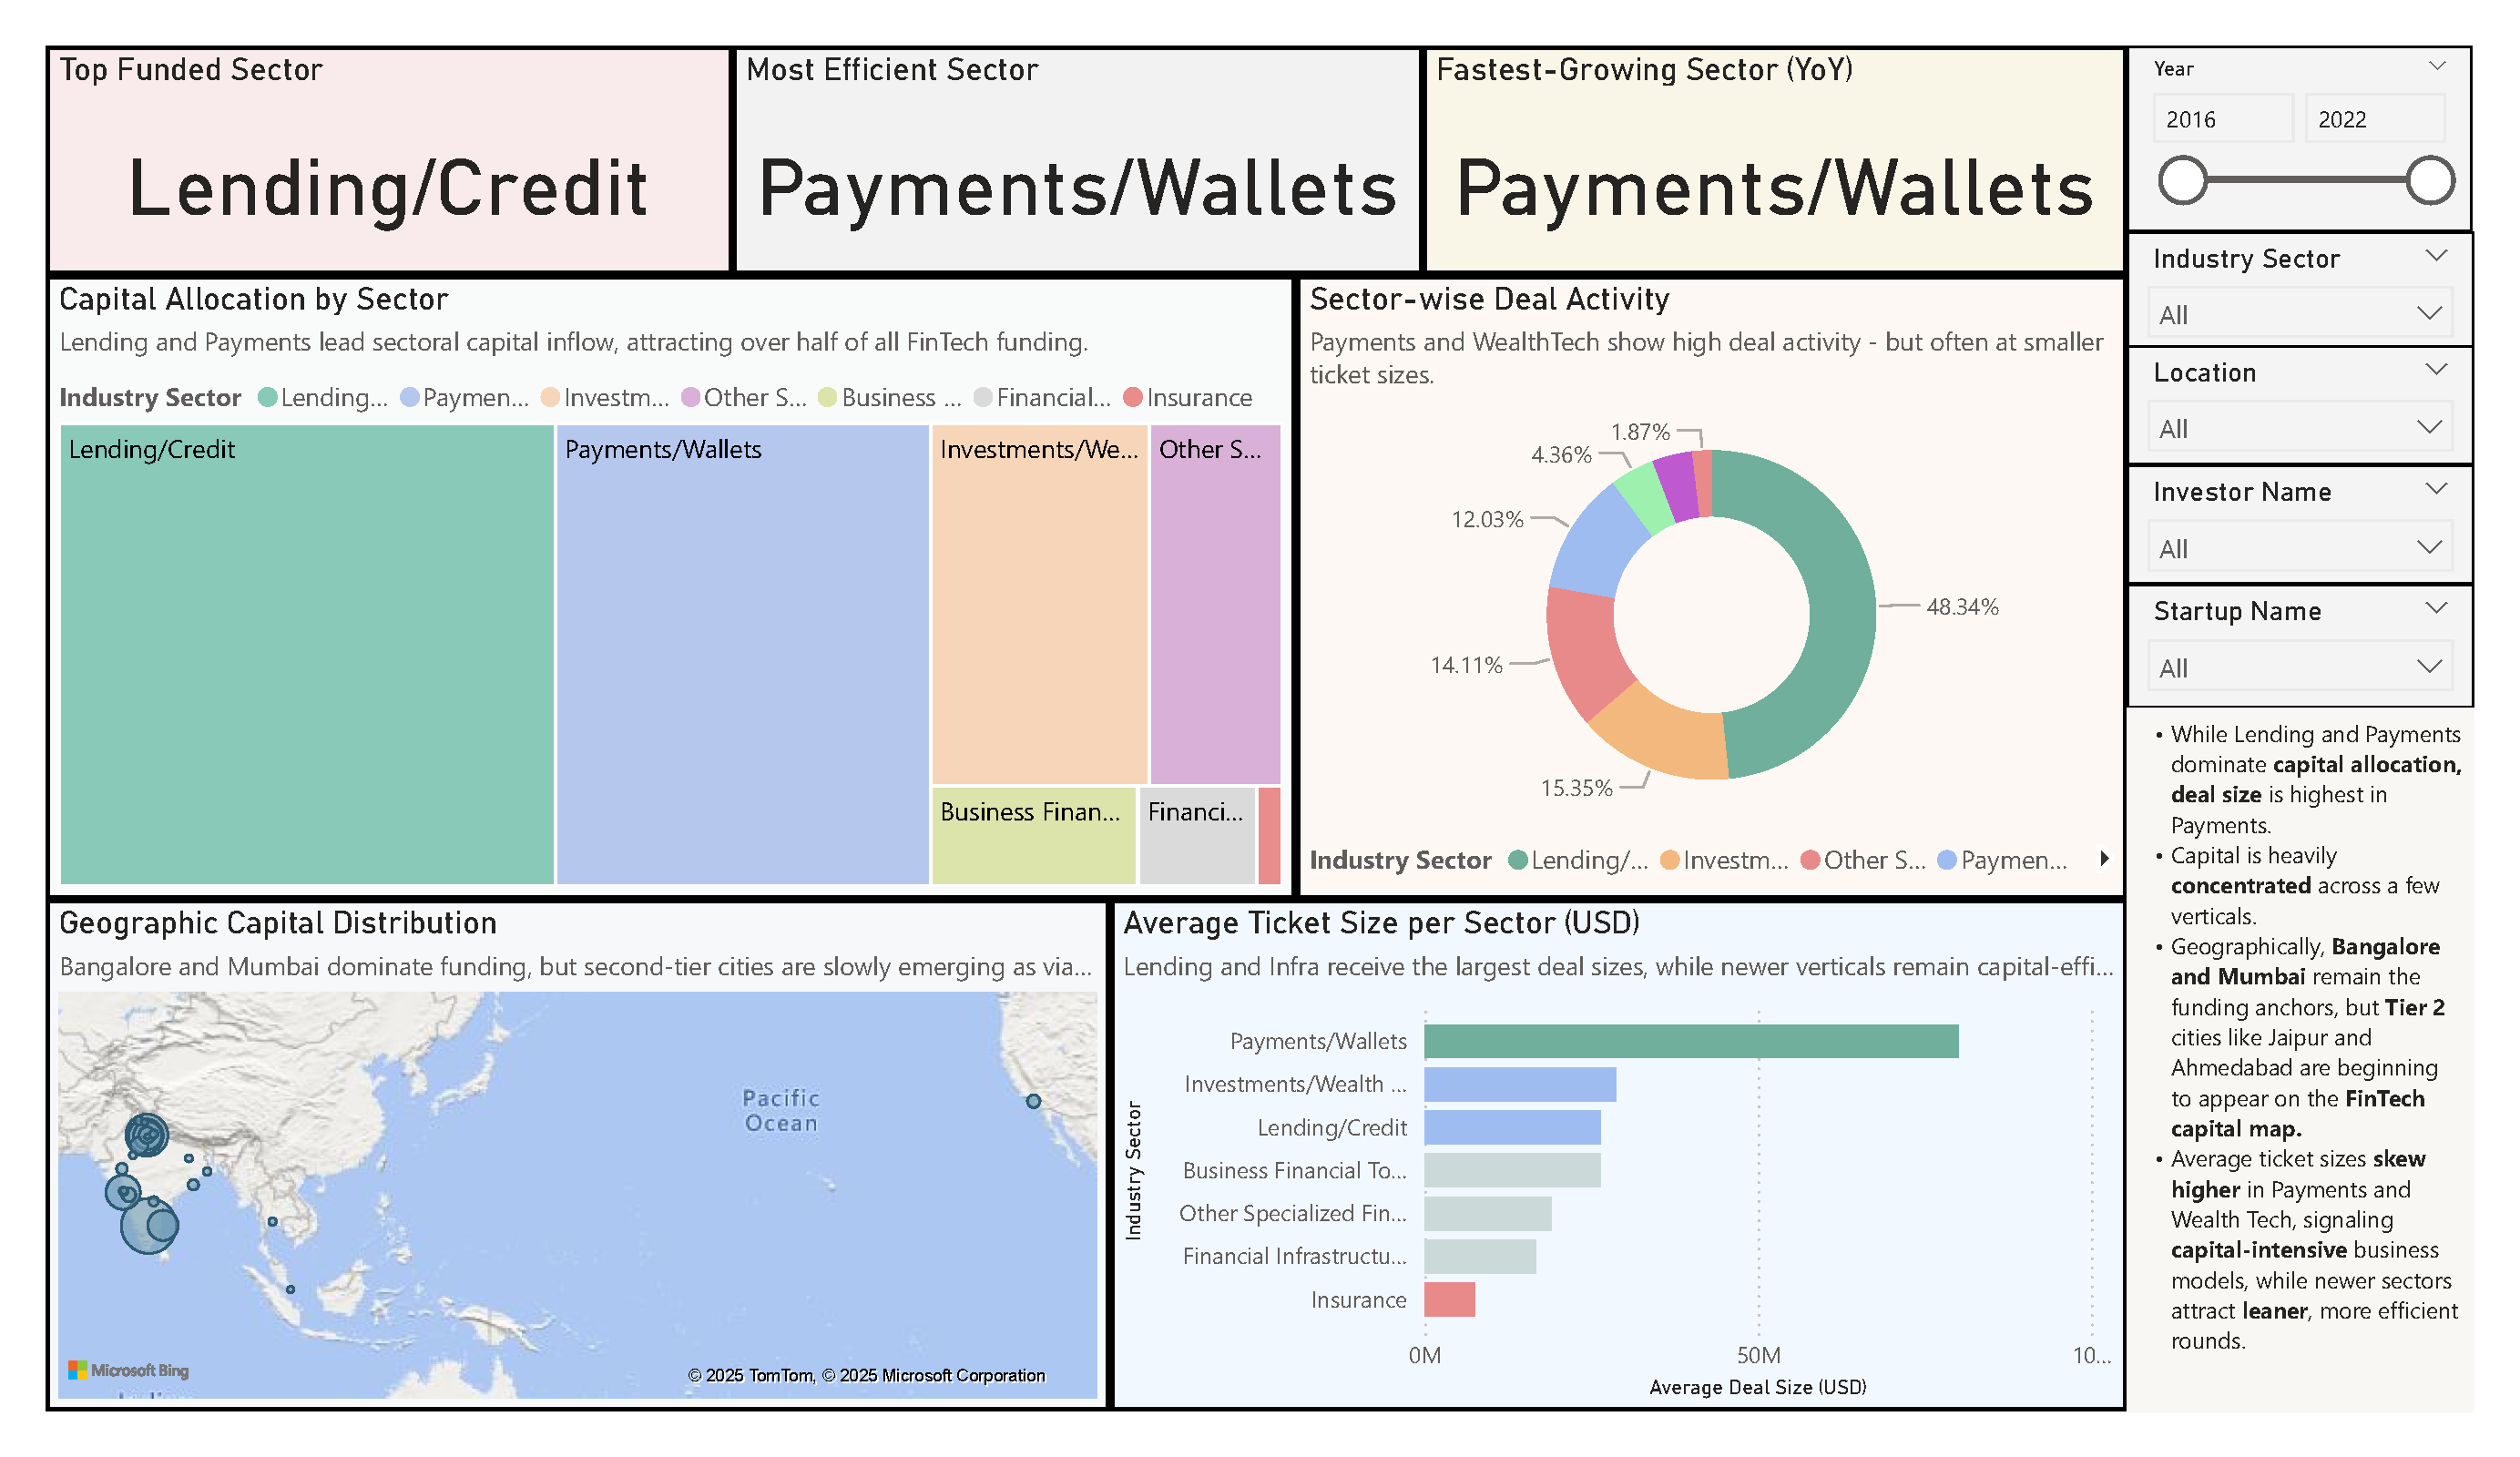 Top Funded Sector
Lending/Credit
Most Efficient Sector
Payments/Wallets
Fastest-Growing Sector (YoY)
Payments/Wallets
Year
2016
2022
Industry Sector
All
Location
All
Investor Name
All
Startup Name
All
Capital Allocation by Sector
Lending and Payments lead sectoral capital inflow, attracting over half of all FinTech funding.
Industry Sector Lending... Paymen... Investm... Other S... Business ... Financial... Insurance
Lending/Credit
Payments/Wallets
Investments/We...
Other S...
Business Finan...
Financi...
Sector-wise Deal Activity
Payments and WealthTech show high deal activity - but often at smaller
ticket sizes.
1.87%
4.36%
12.03%
14.11%
15.35%
48.34%
Industry Sector Lending/... Investm... Other S... Paymen...
Geographic Capital Distribution
Bangalore and Mumbai dominate funding, but second-tier cities are slowly emerging as via...
Pacific
Ocean
Microsoft Bing
© 2025 TomTom, © 2025 Microsoft Corporation
Average Ticket Size per Sector (USD)
Lending and Infra receive the largest deal sizes, while newer verticals remain capital-effi...
Industry Sector
Payments/Wallets
Investments/Wealth ...
Lending/Credit
Business Financial To...
Other Specialized Fin...
Financial Infrastructu...
Insurance
0M
50M
10...
Average Deal Size (USD)
• While Lending and Payments
dominate capital allocation,
deal size is highest in
Payments.
• Capital is heavily
concentrated across a few
verticals.
• Geographically, Bangalore
and Mumbai remain the
funding anchors, but Tier 2
cities like Jaipur and
Ahmedabad are beginning
to appear on the FinTech
capital map.
• Average ticket sizes skew
higher in Payments and
Wealth Tech, signaling
capital-intensive business
models, while newer sectors
attract leaner, more efficient
rounds.